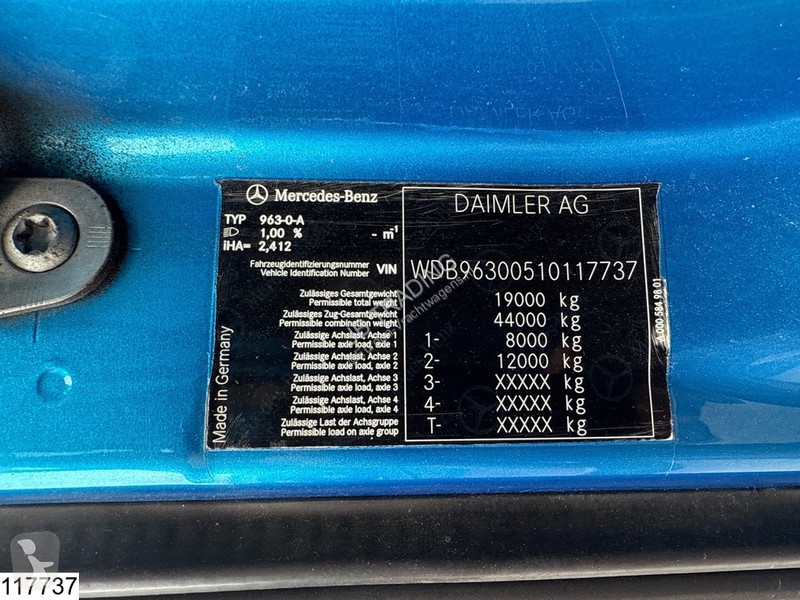 Mercedes-Benz
DAIMLER AG
TYP 963-0-A
1,00 % - m-1
iHA= 2,412
Fahrzeugidentifizierungsnummer
Vehicle Identification Number VIN WDB96300510117737
Zulässiges Gesamtgewicht
Permissible total weight 19000 kg
Zulässiges Zug-Gesamtgewicht
Permissible combination weight 44000 kg
Zulässige Achslast, Achse 1
Permissible axle load, axle 1 1- 8000 kg
Zulässige Achslast, Achse 2
Permissible axle load, axle 2 2- 12000 kg
Zulässige Achslast, Achse 3
Permissible axle load, axle 3 3- XXXXX kg
Zulässige Achslast, Achse 4
Permissible axle load, axle 4 4- XXXXX kg
Zulässige Last der Achsgruppe
Permissible load on axle group T- XXXXX kg
Made in Germany
000 584 98 01
117737